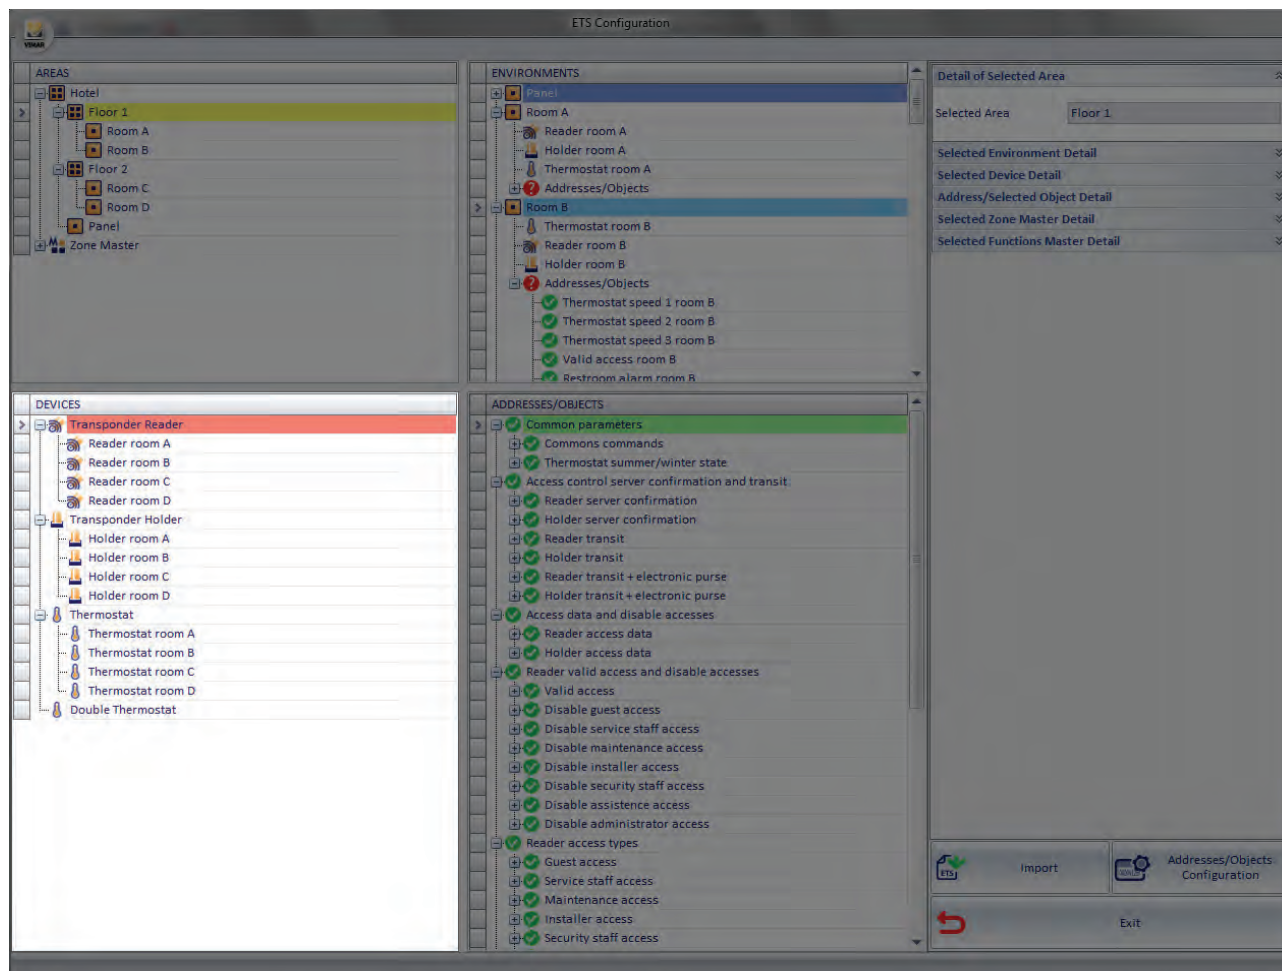 ETS Configuration
VIMAR
AREAS
Hotel
Floor 1
Room A
Room B
Floor 2
Room C
Room D
Panel
Zone Master
ENVIRONMENTS
Panel
Room A
Reader room A
Holder room A
Thermostat room A
Addresses/Objects
Room B
Thermostat room B
Reader room B
Holder room B
Addresses/Objects
Thermostat speed 1 room B
Thermostat speed 2 room B
Thermostat speed 3 room B
Valid access room B
Restroom alarm room B
Detail of Selected Area
Selected Area Floor 1
Selected Environment Detail
Selected Device Detail
Address/Selected Object Detail
Selected Zone Master Detail
Selected Functions Master Detail
DEVICES
Transponder Reader
Reader room A
Reader room B
Reader room C
Reader room D
Transponder Holder
Holder room A
Holder room B
Holder room C
Holder room D
Thermostat
Thermostat room A
Thermostat room B
Thermostat room C
Thermostat room D
Double Thermostat
ADDRESSES/OBJECTS
Common parameters
Commons commands
Thermostat summer/winter state
Access control server confirmation and transit
Reader server confirmation
Holder server confirmation
Reader transit
Holder transit
Reader transit + electronic purse
Holder transit + electronic purse
Access data and disable accesses
Reader access data
Holder access data
Reader valid access and disable accesses
Valid access
Disable guest access
Disable service staff access
Disable maintenance access
Disable installer access
Disable security staff access
Disable assistence access
Disable administrator access
Reader access types
Guest access
Service staff access
Maintenance access
Installer access
Security staff access
ETS
Import
Addresses/Objects
Configuration
Exit